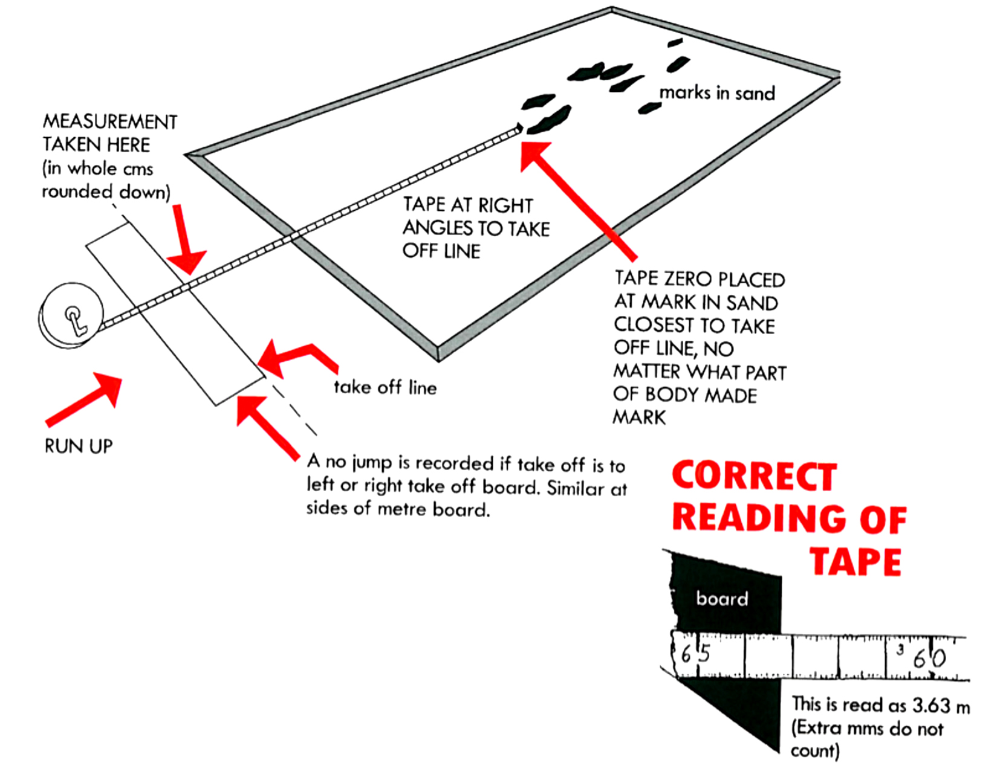 MEASUREMENT
TAKEN HERE
(in whole cms
rounded down)
marks in sand
TAPE AT RIGHT
ANGLES TO TAKE
OFF LINE
TAPE ZERO PLACED
AT MARK IN SAND
CLOSEST TO TAKE
OFF LINE, NO
MATTER WHAT PART
OF BODY MADE
MARK
take off line
RUN UP
A no jump is recorded if take off is to
left or right take off board. Similar at
sides of metre board.
CORRECT
READING OF
TAPE
board
65
3 60
This is read as 3.63 m
(Extra mms do not
count)